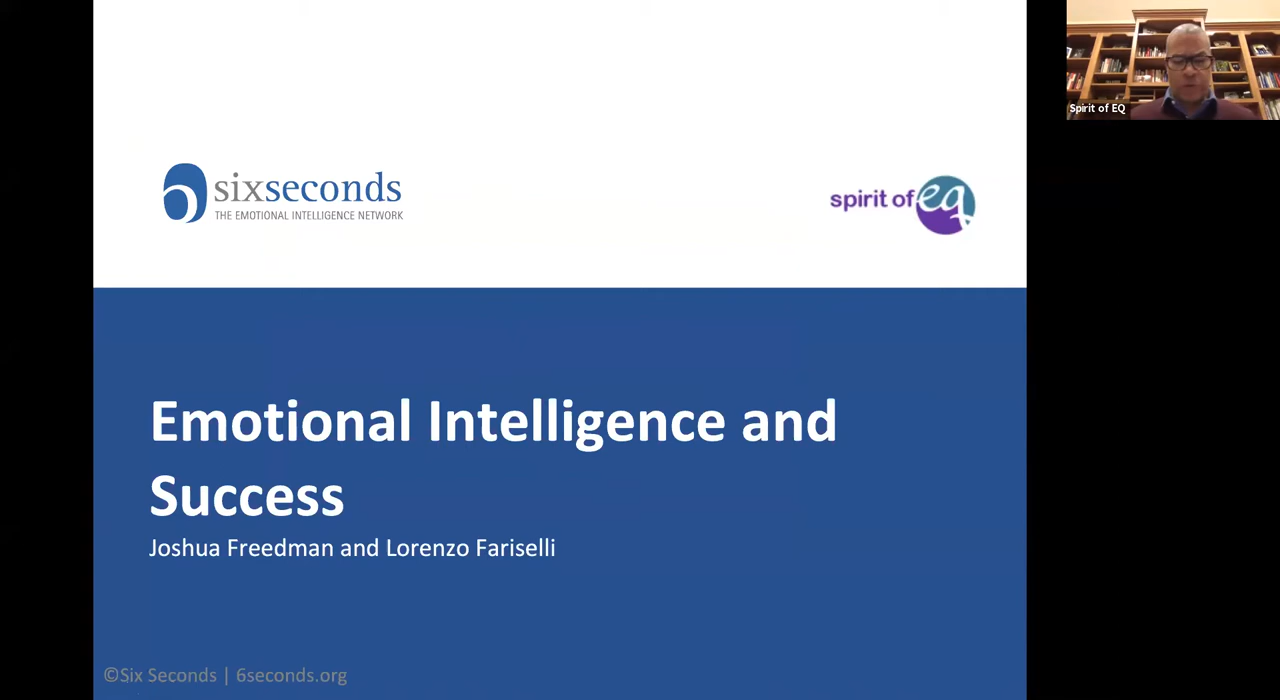 sixseconds
THE EMOTIONAL INTELLIGENCE NETWORK
spirit of eq
Spirit of EQ
Emotional Intelligence and
Success
Joshua Freedman and Lorenzo Fariselli
©Six Seconds | 6seconds.org